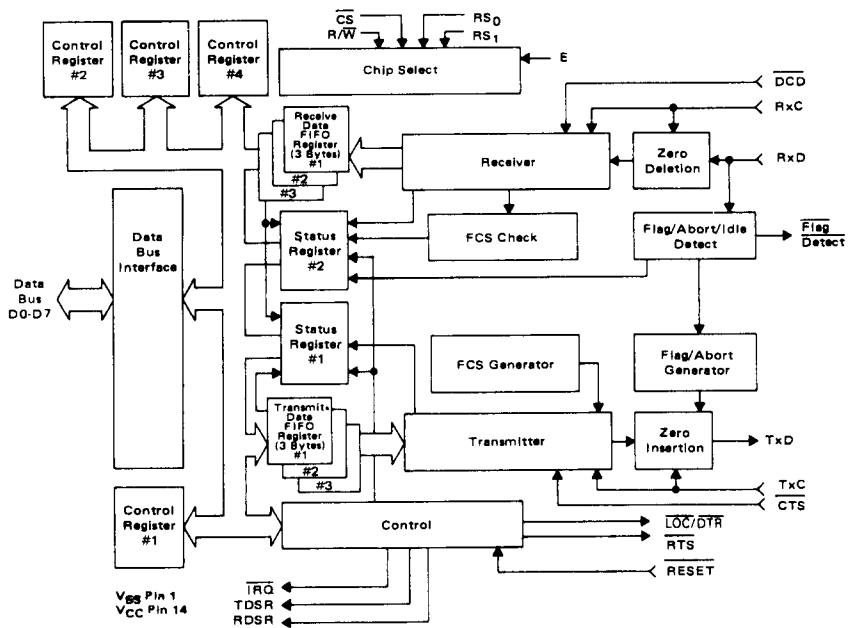 Control
Register
#2
Control
Register
#3
Control
Register
#4
CS
R/W
RS0
RS1
Chip Select
E
DCD
RxC
RxD
Receive
Data
FIFO
Register
(3 Bytes)
#1
#2
#3
Receiver
Zero
Deletion
Data
Bus
Interface
Status
Register
#2
FCS Check
Flag/Abort/Idle
Detect
Flag
Detect
Data
Bus
D0-D7
Status
Register
#1
FCS Generator
Flag/Abort
Generator
Transmit
Data
FIFO
Register
(3 Bytes)
#1
#2
#3
Transmitter
Zero
Insertion
TxD
TxC
CTS
Control
Register
#1
Control
LOC/DTR
RTS
RESET
IRQ
TDSR
RDSR
VSS Pin 1
VCC Pin 14